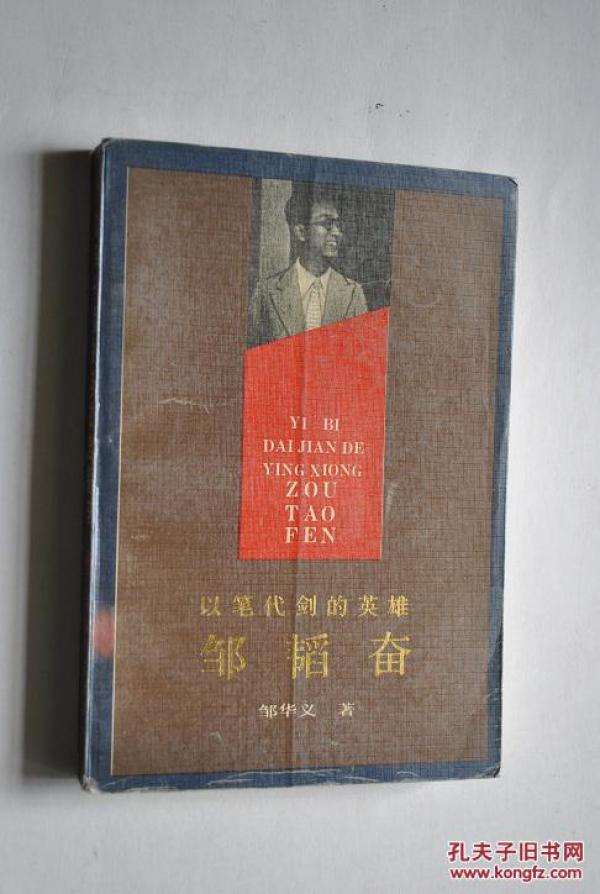 YI BI
DAI JIAN DE
YING XIONG
ZOU
TAO
FEN
以笔代剑的英雄
邹韬奋
邹华义 著
孔夫子旧书网
www.kongfz.com